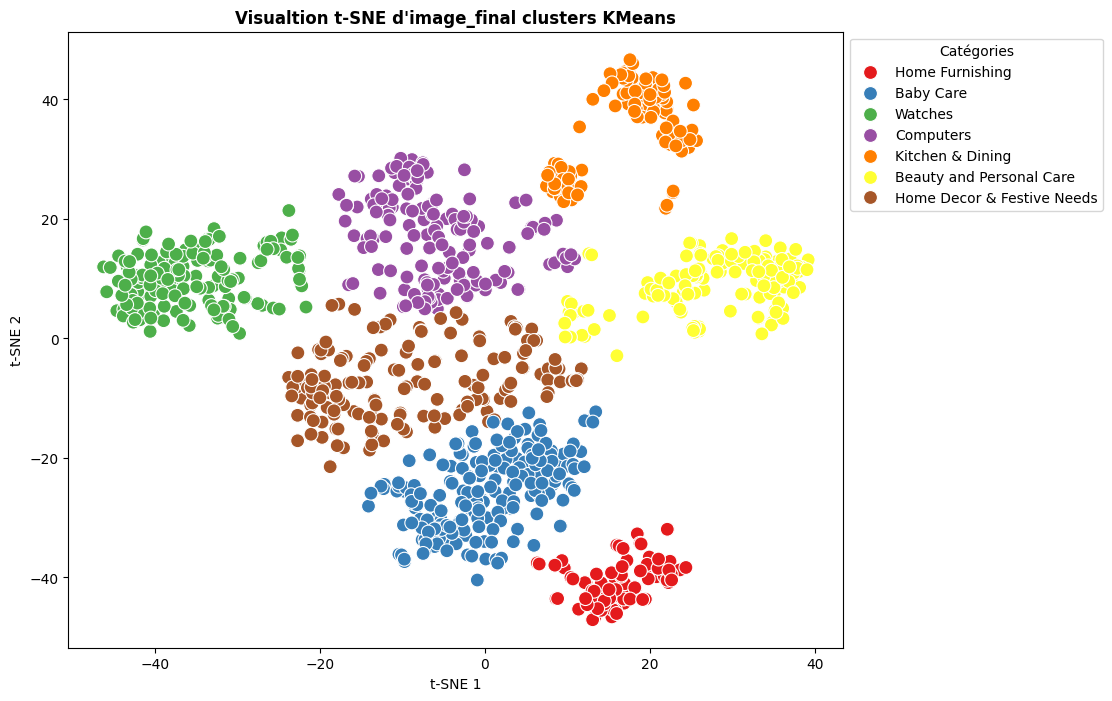 Visualtion t-SNE d'image_final clusters KMeans
Catégories
Home Furnishing
Baby Care
Watches
Computers
Kitchen & Dining
Beauty and Personal Care
Home Decor & Festive Needs
40
20
0
−20
−40
t-SNE 2
−40
−20
0
20
40
t-SNE 1